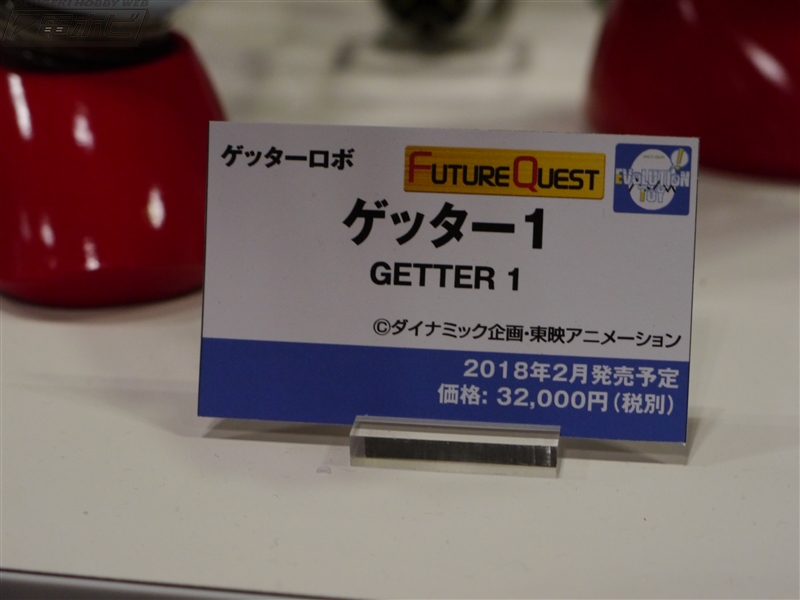 HOBBY WEB
ゲッターロボ
FUTURE QUEST
EVOLUTION
TOY
ゲッター1
GETTER 1
©ダイナミック企画・東映アニメーション
2018年2月発売予定
価格: 32,000円(税別)